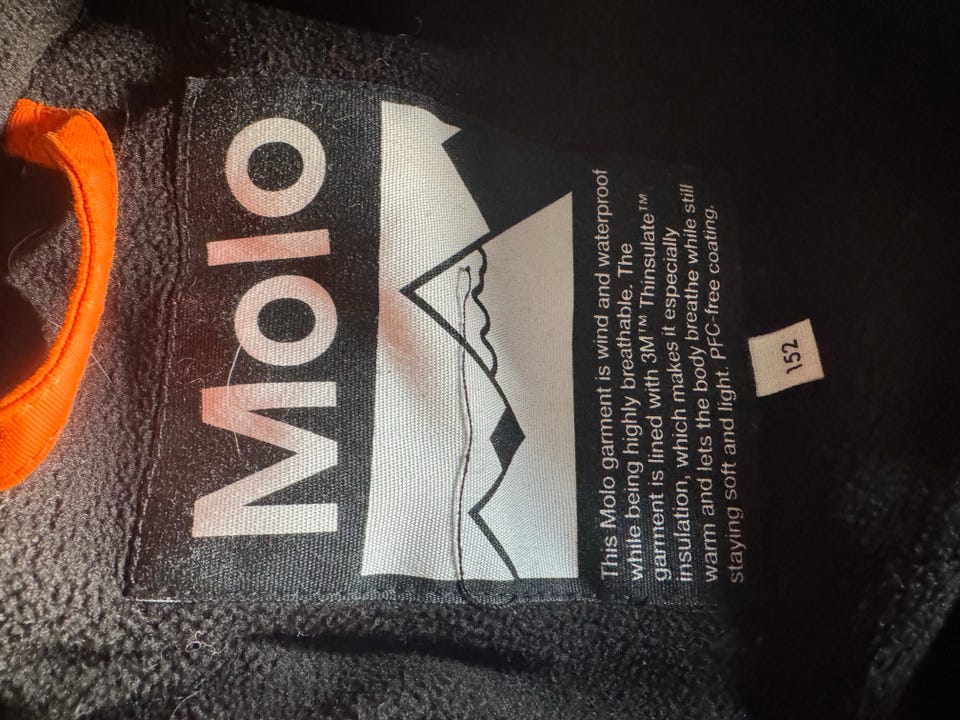 Molo
This Molo garment is wind and waterproof
while being highly breathable. The
garment is lined with 3M™ Thinsulate™
insulation, which makes it especially
warm and lets the body breathe while still
staying soft and light. PFC-free coating.
152